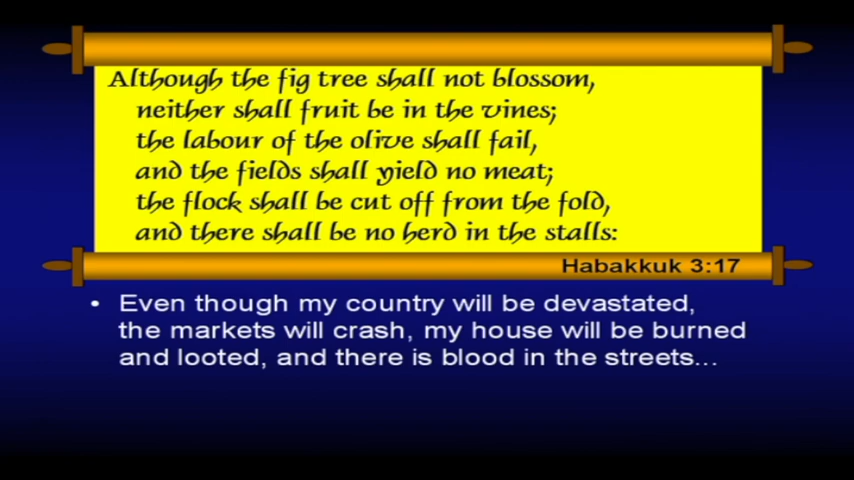 Although the fig tree shall not blossom,
neither shall fruit be in the vines;
the labour of the olive shall fail,
and the fields shall yield no meat;
the flock shall be cut off from the fold,
and there shall be no herd in the stalls:
Habakkuk 3:17
• Even though my country will be devastated,
the markets will crash, my house will be burned
and looted, and there is blood in the streets...